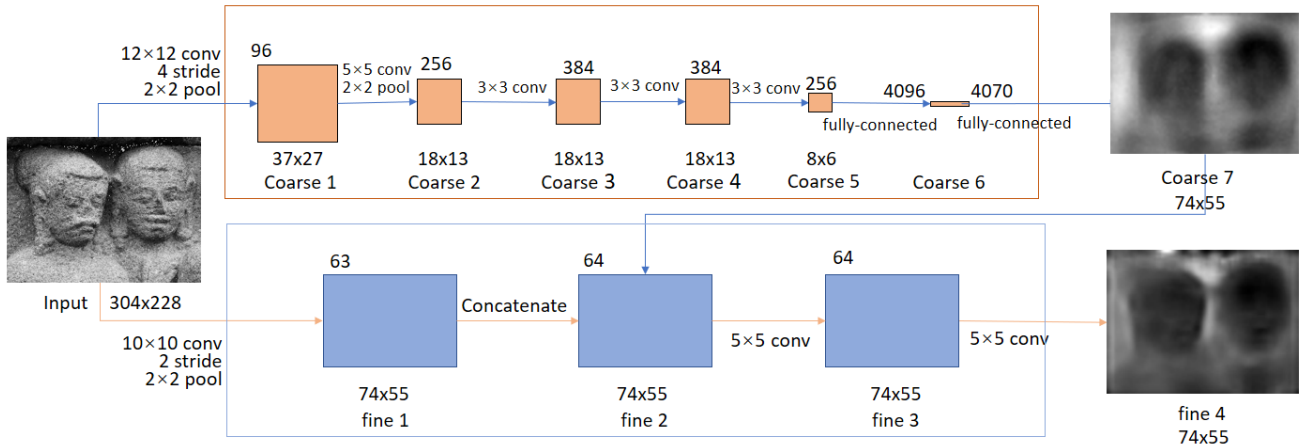 12×12 conv
4 stride
2×2 pool
96
37x27
Coarse 1
5×5 conv
2×2 pool
256
18x13
Coarse 2
3×3 conv
384
18x13
Coarse 3
3×3 conv
384
18x13
Coarse 4
3×3 conv
256
8x6
Coarse 5
fully-connected
4096
Coarse 6
4070
fully-connected
Coarse 7
74x55
Input
304x228
10×10 conv
2 stride
2×2 pool
63
74x55
fine 1
Concatenate
64
74x55
fine 2
5×5 conv
64
74x55
fine 3
5×5 conv
fine 4
74x55